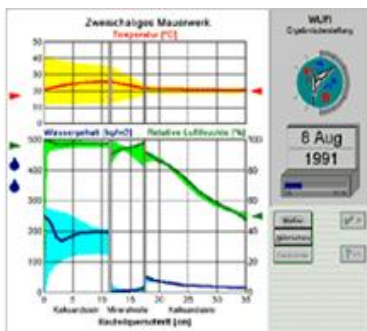 Zweischaliges Mauerwerk
Temperatur [°C]
50
40
30
20
10
0
Wassergehalt [kg/m3]
Relative Luftfeuchte [%]
500
400
300
200
100
0
100
80
60
40
20
0
0
5
10
15
20
25
30
35
Kalksandstein
Mineralwolle
Kalksandstein
Bauteilquerschnitt [cm]
WUFI
Ergebnisdarstellung
8 Aug
1991